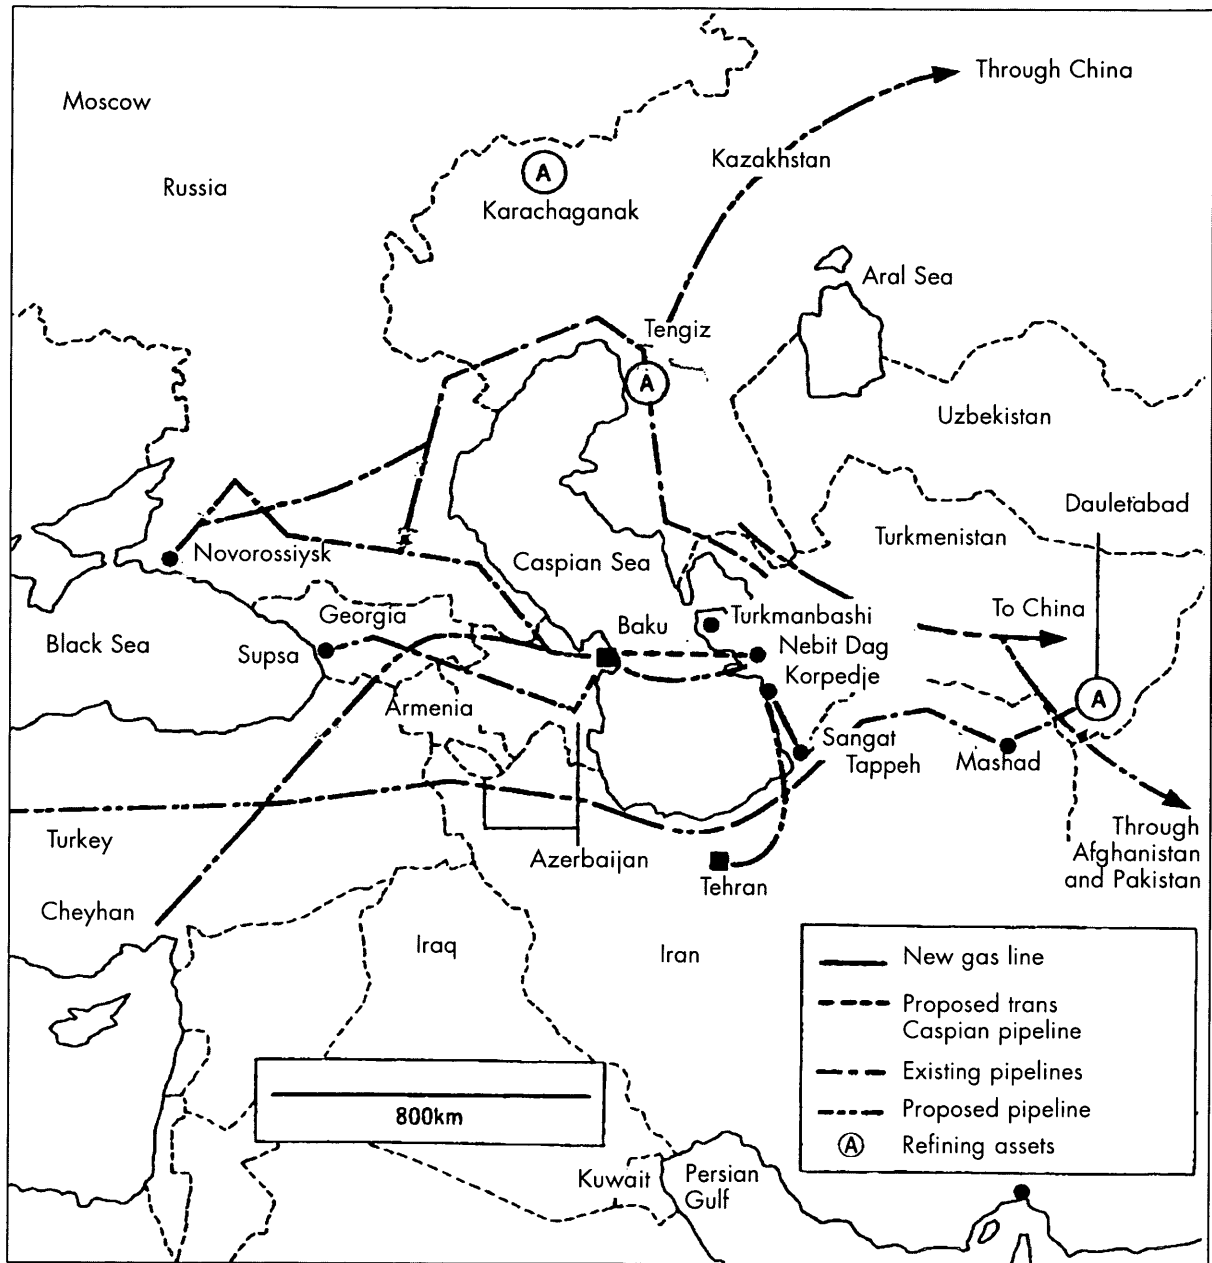 Through China
Moscow
Kazakhstan
A
Russia
Karachaganak
Aral Sea
Tengiz
A
Uzbekistan
Dauletabad
Turkmenistan
Novorossiysk
Caspian Sea
To China
Georgia
Turkmanbashi
Baku
Black Sea
Supsa
Nebit Dag
Korpedje
A
Armenia
Sangat
Tappeh
Mashad
Turkey
Azerbaijan
Tehran
Through
Afghanistan
and Pakistan
Cheyhan
Iraq
Iran
New gas line
Proposed trans
Caspian pipeline
Existing pipelines
Proposed pipeline
A Refining assets
800km
Kuwait
Persian
Gulf